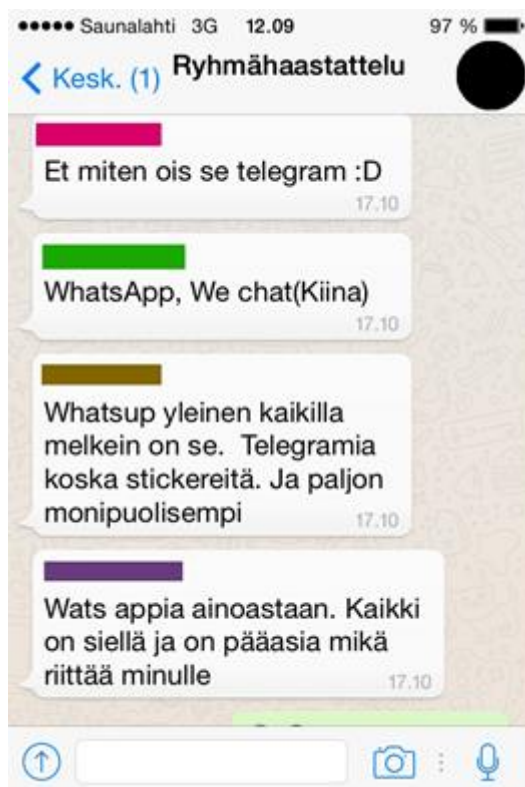 Saunalahti 3G 12.09 97 %
Kesk. (1) Ryhmähaastattelu
Et miten ois se telegram :D
17.10
WhatsApp, We chat(Kiina)
17.10
Whatsup yleinen kaikilla
melkein on se. Telegramia
koska stickereitä. Ja paljon
monipuolisempi
17.10
Wats appia ainoastaan. Kaikki
on siellä ja on pääasia mikä
riittää minulle
17.10